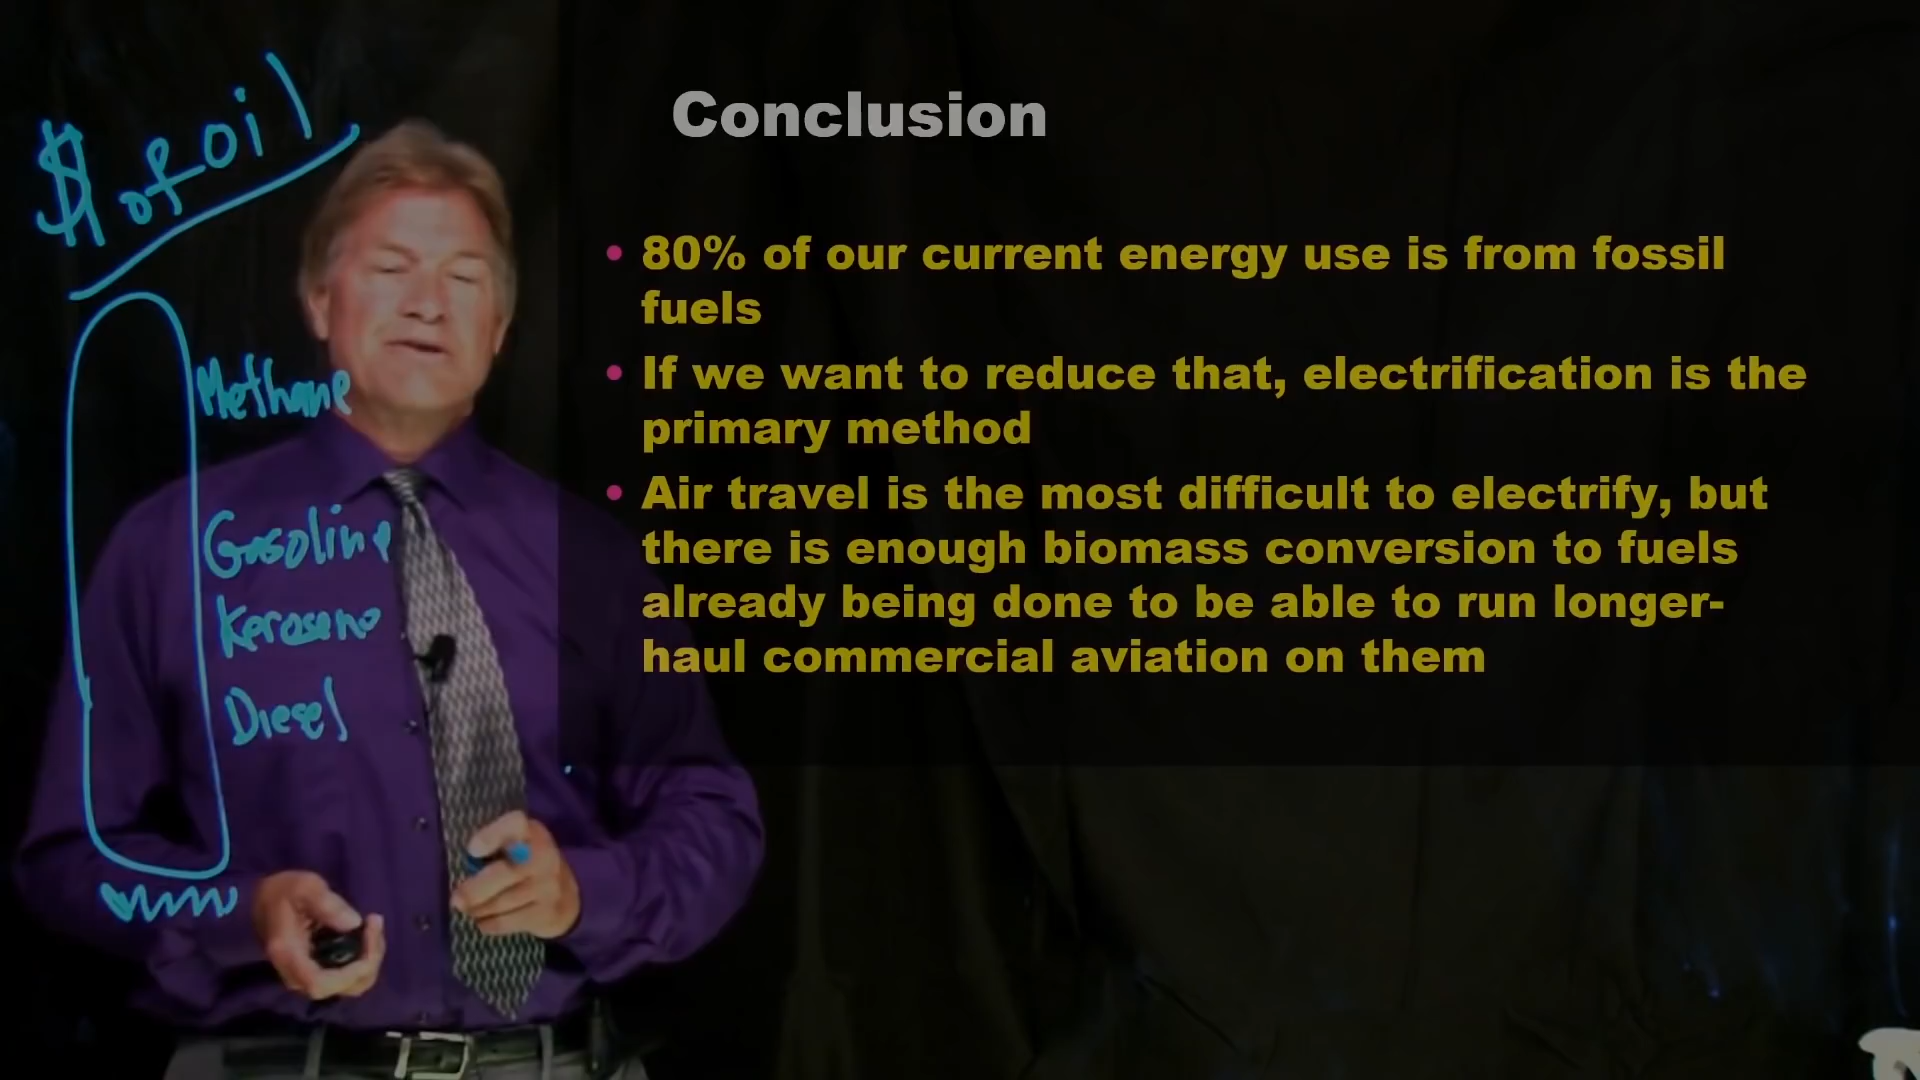 $ of oil
Methane
Gasoline
Kerosene
Diesel
Conclusion
• 80% of our current energy use is from fossil
fuels
• If we want to reduce that, electrification is the
primary method
• Air travel is the most difficult to electrify, but
there is enough biomass conversion to fuels
already being done to be able to run longer-
haul commercial aviation on them